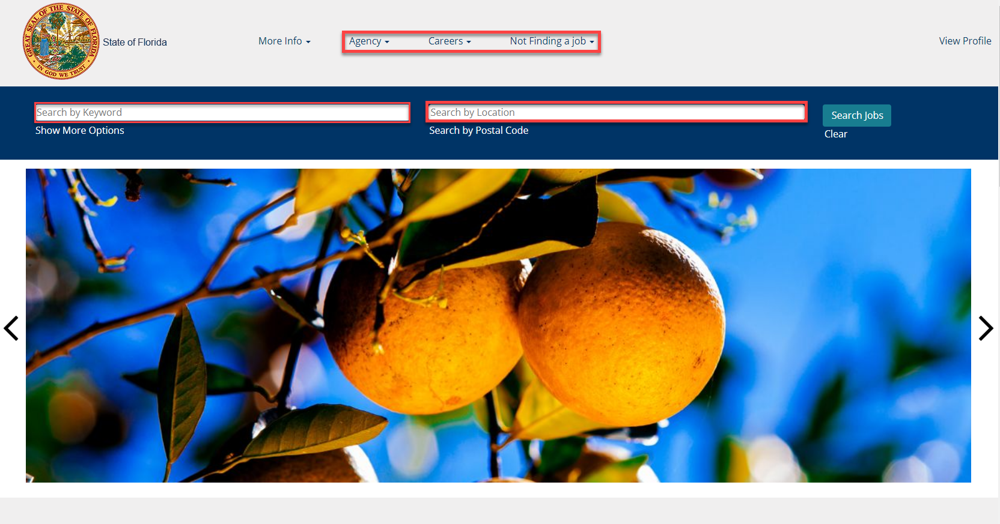 GREAT SEAL OF THE STATE OF FLORIDA
IN GOD WE TRUST
State of Florida
More Info
Agency
Careers
Not Finding a job
View Profile
Search by Keyword
Search by Location
Search Jobs
Show More Options
Search by Postal Code
Clear